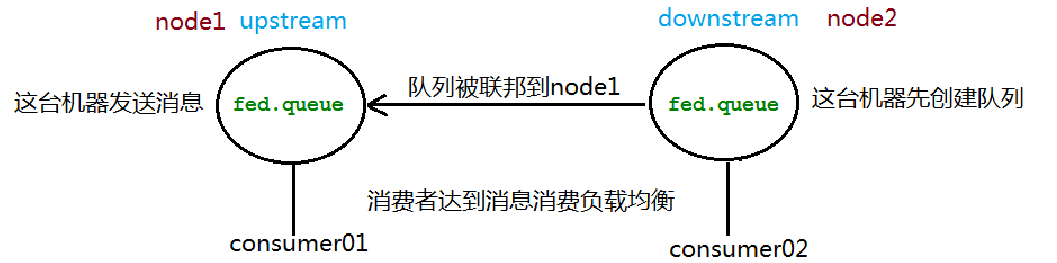 node1 upstream
downstream node2
队列被联邦到node1
这台机器发送消息
fed.queue
fed.queue
这台机器先创建队列
消费者达到消息消费负载均衡
consumer01
consumer02